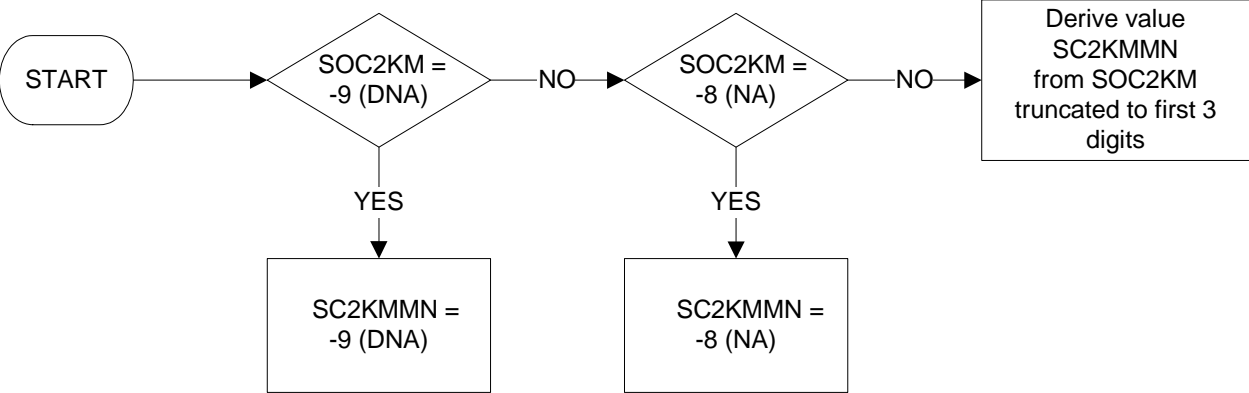 START
SOC2KM =
-9 (DNA)
NO
SOC2KM =
-8 (NA)
NO
Derive value
SC2KMMN
from SOC2KM
truncated to first 3
digits
YES
YES
SC2KMMN =
-9 (DNA)
SC2KMMN =
-8 (NA)